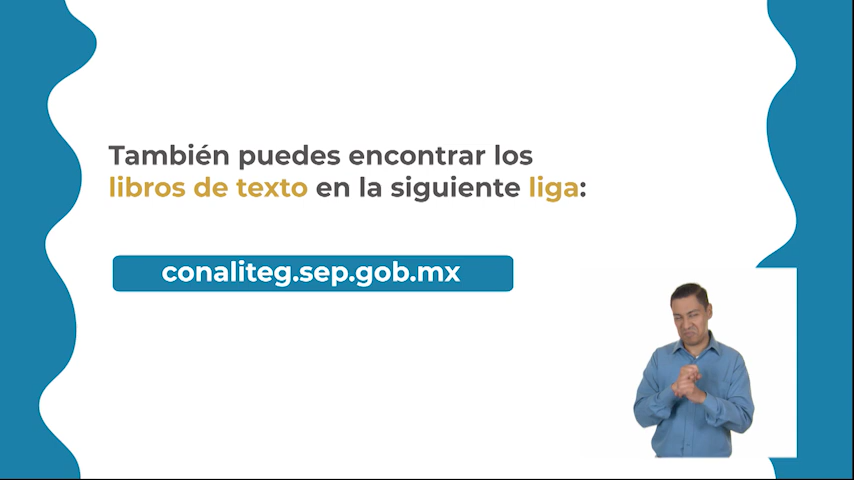 También puedes encontrar los
libros de texto en la siguiente liga:
conaliteg.sep.gob.mx